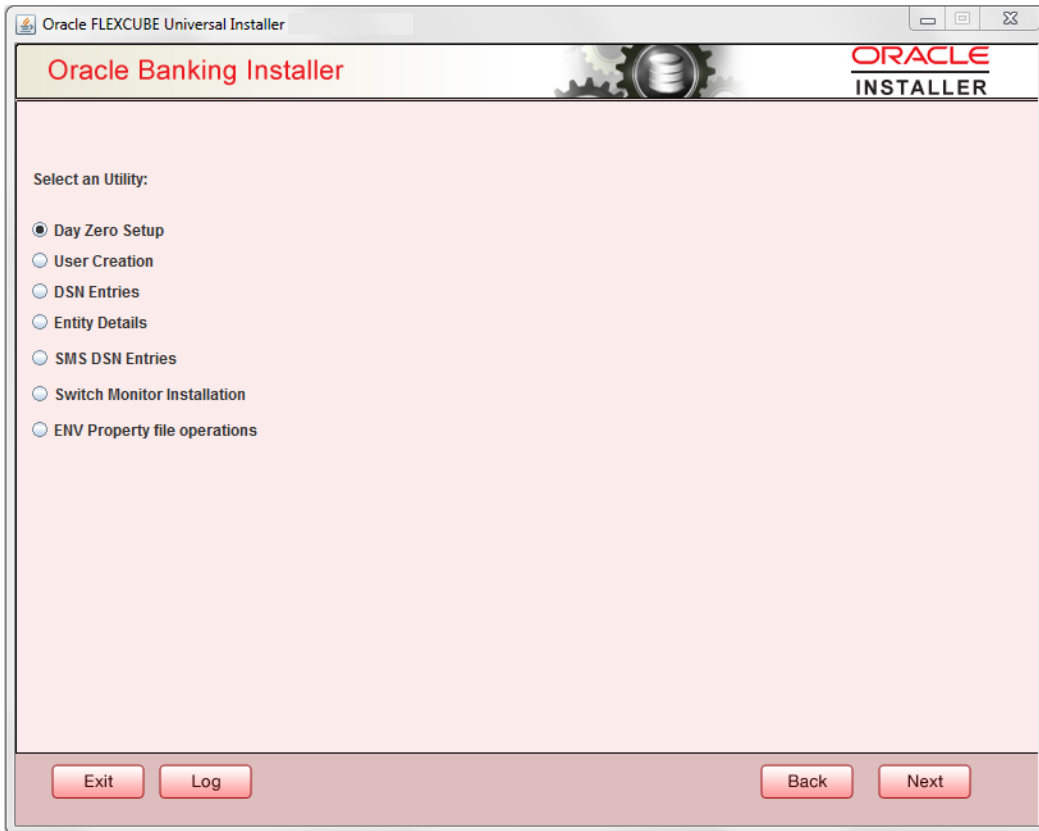 Oracle FLEXCUBE Universal Installer
Oracle Banking Installer
ORACLE
INSTALLER
Select an Utility:
Day Zero Setup
User Creation
DSN Entries
Entity Details
SMS DSN Entries
Switch Monitor Installation
ENV Property file operations
Exit Log Back Next